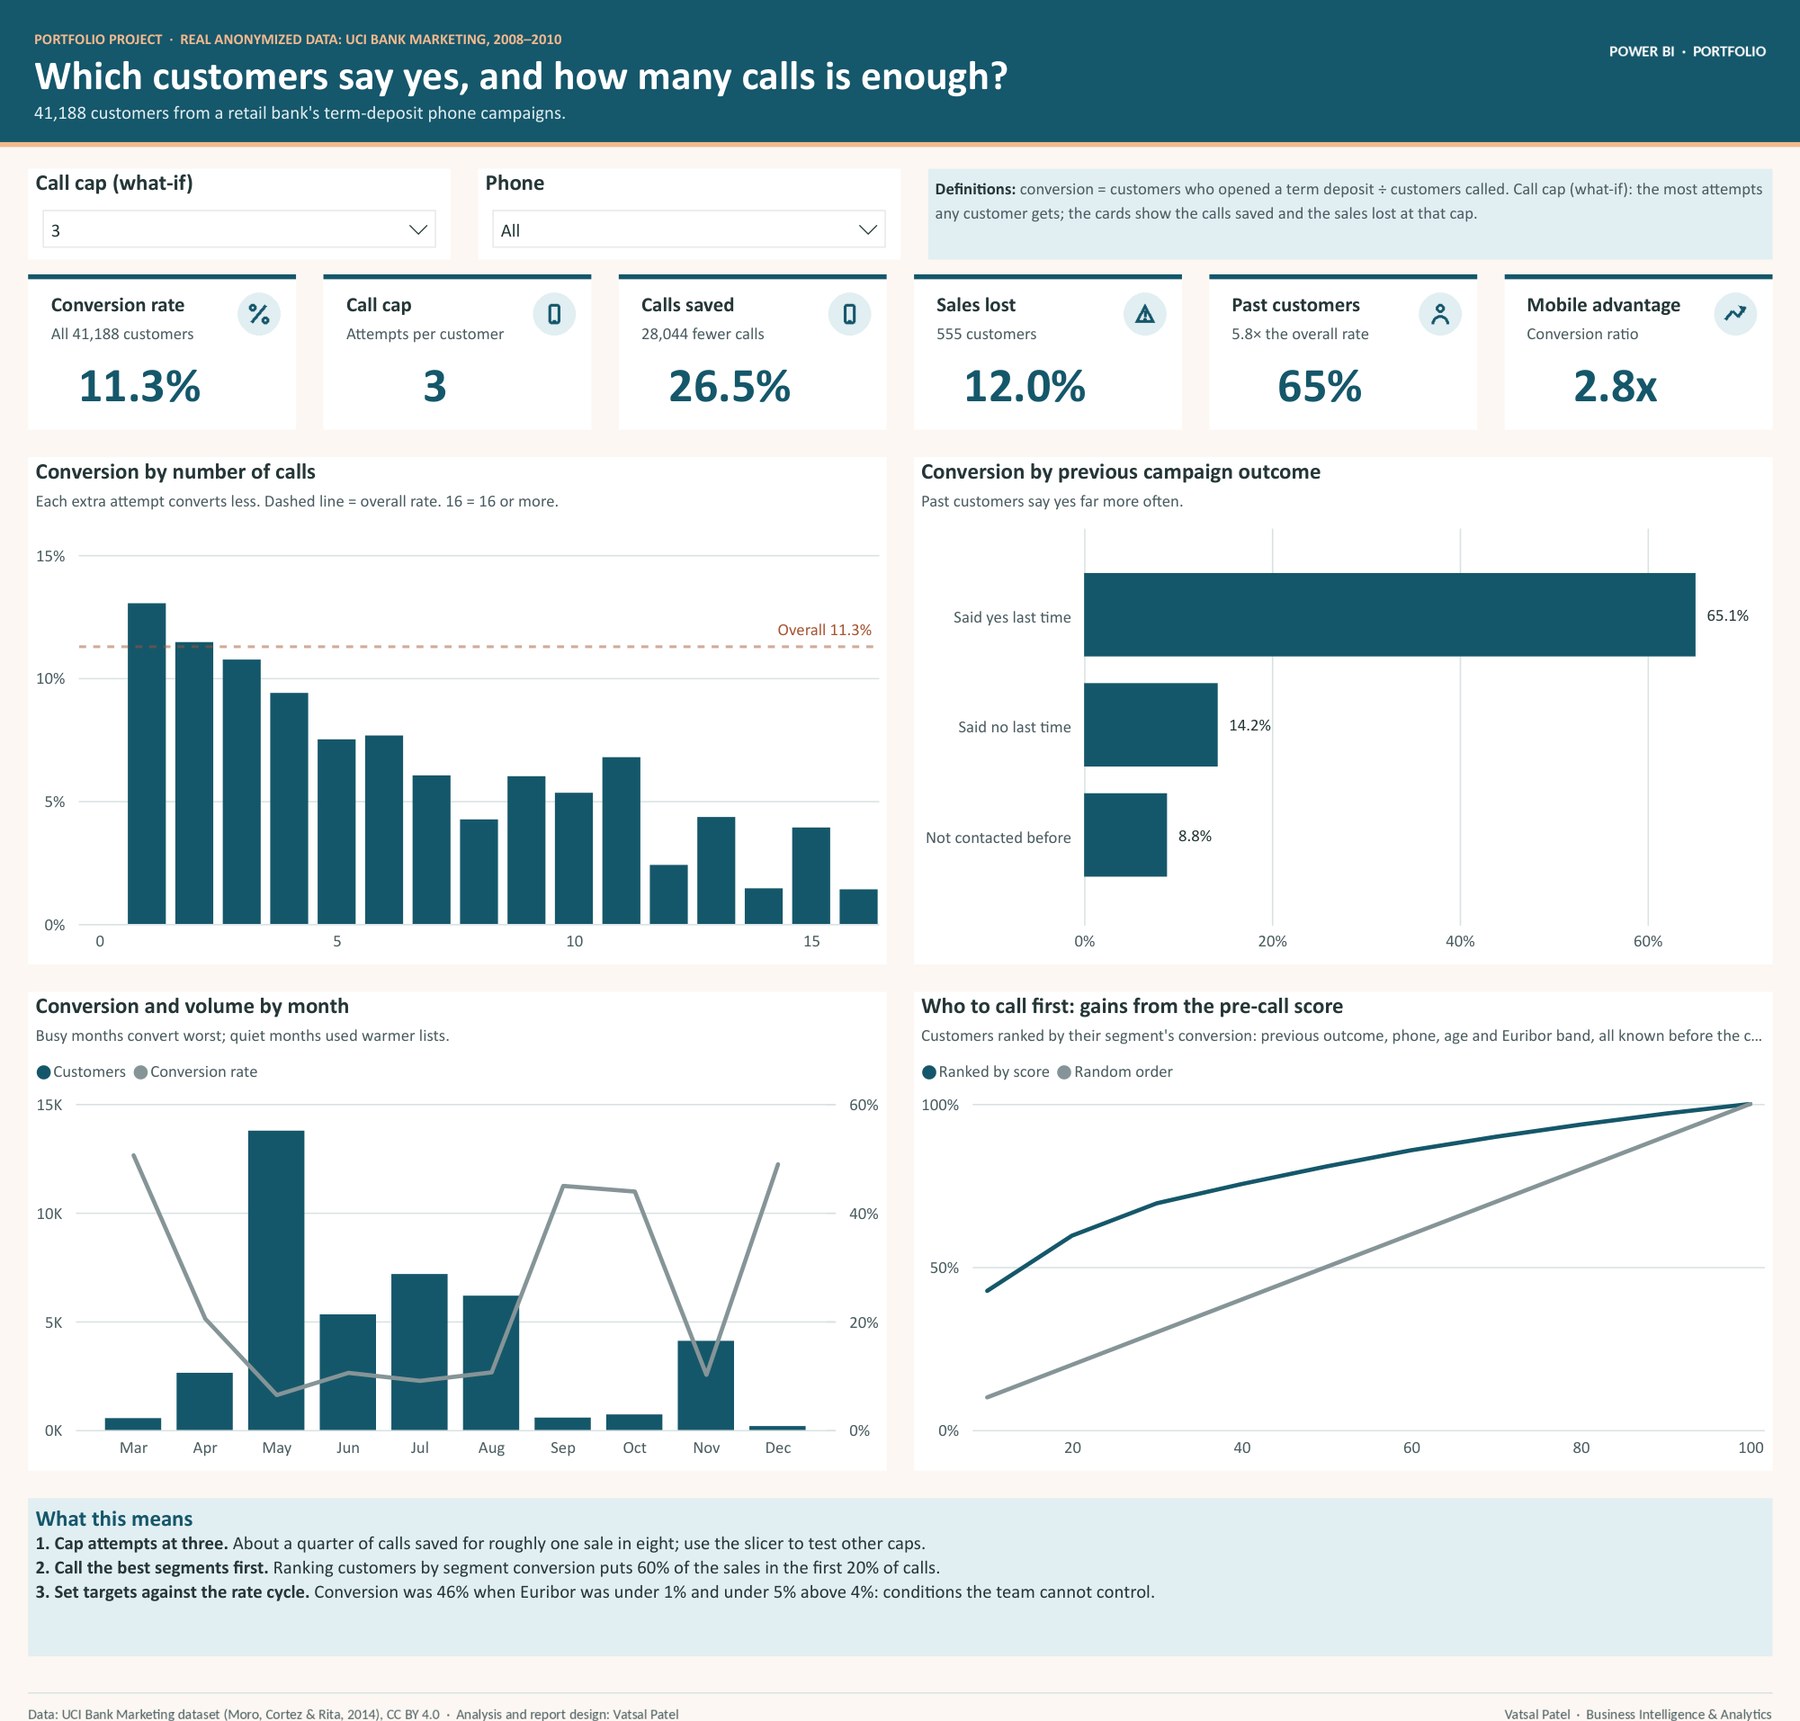 PORTFOLIO PROJECT · REAL ANONYMIZED DATA: UCI BANK MARKETING, 2008–2010
POWER BI · PORTFOLIO
Which customers say yes, and how many calls is enough?
41,188 customers from a retail bank's term-deposit phone campaigns.
Call cap (what-if)
3
Phone
All
Definitions: conversion = customers who opened a term deposit ÷ customers called. Call cap (what-if): the most attempts
any customer gets; the cards show the calls saved and the sales lost at that cap.
Conversion rate
All 41,188 customers
11.3%
Call cap
Attempts per customer
3
Calls saved
28,044 fewer calls
26.5%
Sales lost
555 customers
12.0%
Past customers
5.8× the overall rate
65%
Mobile advantage
Conversion ratio
2.8x
Conversion by number of calls
Each extra attempt converts less. Dashed line = overall rate. 16 = 16 or more.
15%
Overall 11.3%
10%
5%
0%
0 5 10 15
Conversion by previous campaign outcome
Past customers say yes far more often.
Said yes last time 65.1%
Said no last time 14.2%
Not contacted before 8.8%
0% 20% 40% 60%
Conversion and volume by month
Busy months convert worst; quiet months used warmer lists.
Customers Conversion rate
15K 60%
10K 40%
5K 20%
0K 0%
Mar Apr May Jun Jul Aug Sep Oct Nov Dec
Who to call first: gains from the pre-call score
Customers ranked by their segment's conversion: previous outcome, phone, age and Euribor band, all known before the c...
Ranked by score Random order
100%
50%
0%
20 40 60 80 100
What this means
1. Cap attempts at three. About a quarter of calls saved for roughly one sale in eight; use the slicer to test other caps.
2. Call the best segments first. Ranking customers by segment conversion puts 60% of the sales in the first 20% of calls.
3. Set targets against the rate cycle. Conversion was 46% when Euribor was under 1% and under 5% above 4%: conditions the team cannot control.
Data: UCI Bank Marketing dataset (Moro, Cortez & Rita, 2014), CC BY 4.0 · Analysis and report design: Vatsal Patel
Vatsal Patel · Business Intelligence & Analytics